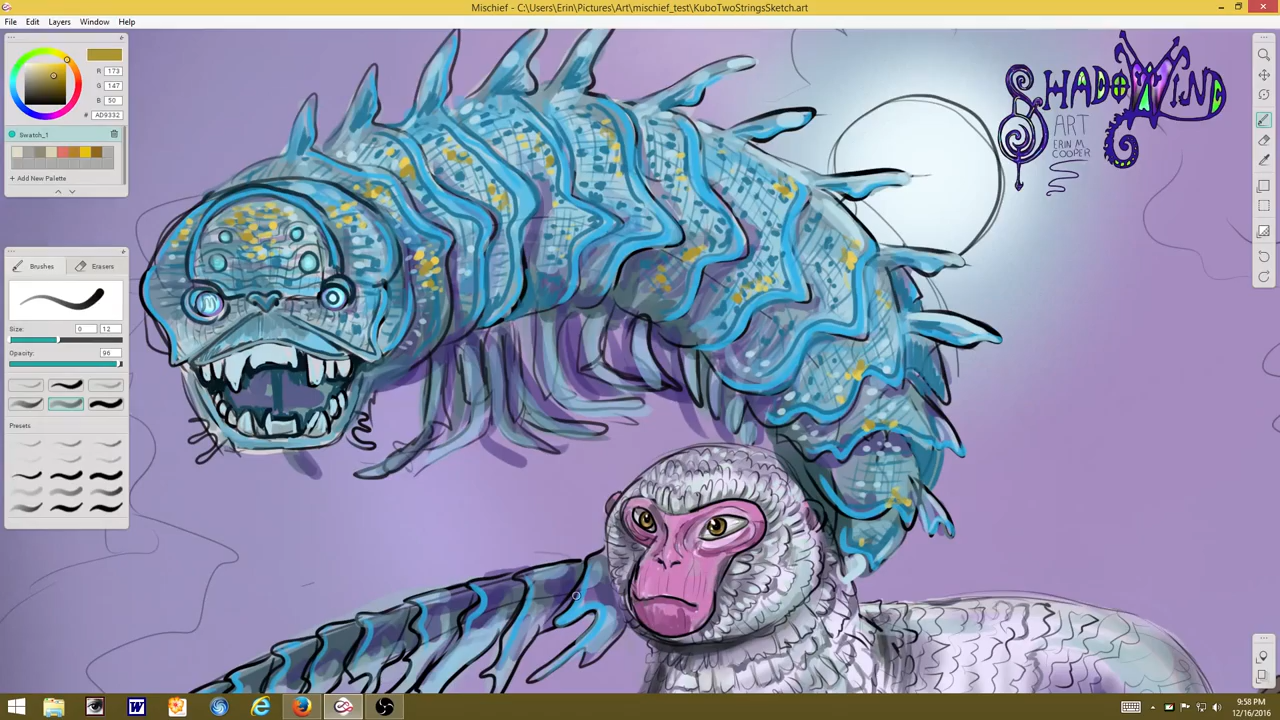 Mischief - C:\Users\Erin\Pictures\Art\mischief_test\KuboTwoStringsSketch.art
File Edit Layers Window Help
R 173
G 147
B 50
# AD9332
Swatch_1
+ Add New Palette
Brushes Erasers
Size: 0 12
Opacity: 96
Presets
SHADOWWIND
ART
ERIN M.
COOPER
9:58 PM
12/16/2016